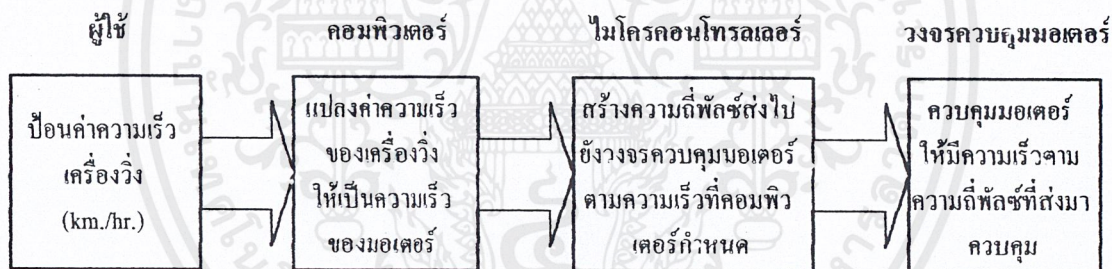 ผู้ใช้
คอมพิวเตอร์
ไมโครคอนโทรลเลอร์
วงจรควบคุมมอเตอร์
ป้อนค่าความเร็ว
เครื่องวิ่ง
(km./hr.)
แปลงค่าความเร็ว
ของเครื่องวิ่ง
ให้เป็นความเร็ว
ของมอเตอร์
สร้างความถี่พัลซ์ส่งไป
ยังวงจรควบคุมมอเตอร์
ตามความเร็วที่คอมพิว
เตอร์กำหนด
ควบคุมมอเตอร์
ให้มีความเร็วตาม
ความถี่พัลซ์ที่ส่งมา
ควบคุม